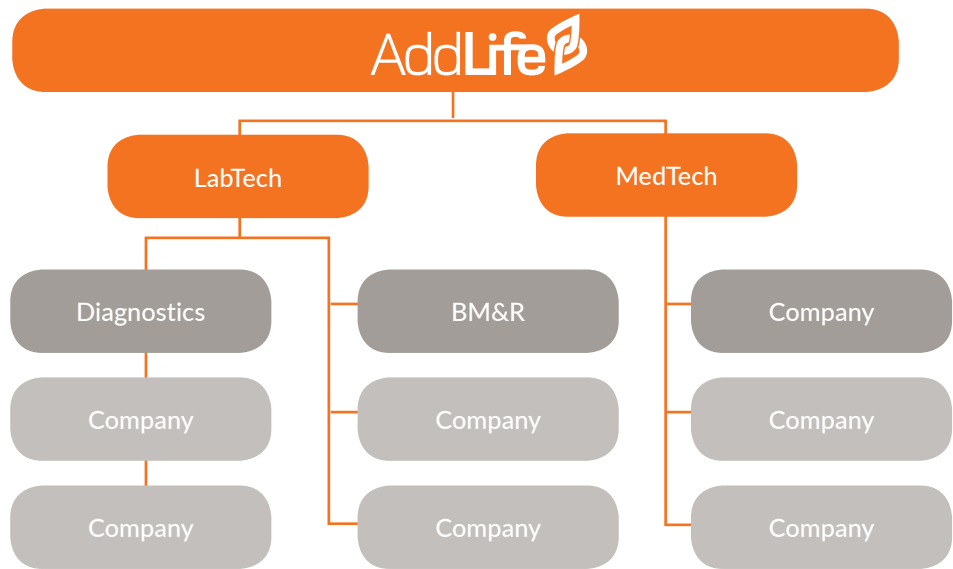 AddLife
LabTech
MedTech
Diagnostics
BM&R
Company
Company
Company
Company
Company
Company
Company